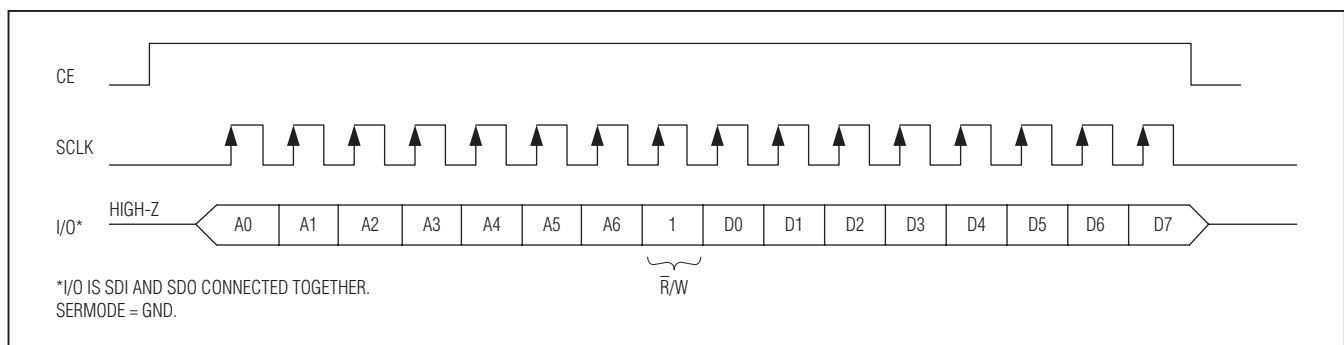 CE
SCLK
I/O*
HIGH-Z
A0 A1 A2 A3 A4 A5 A6 1 D0 D1 D2 D3 D4 D5 D6 D7
R̅/W
*I/O IS SDI AND SDO CONNECTED TOGETHER.
SERMODE = GND.